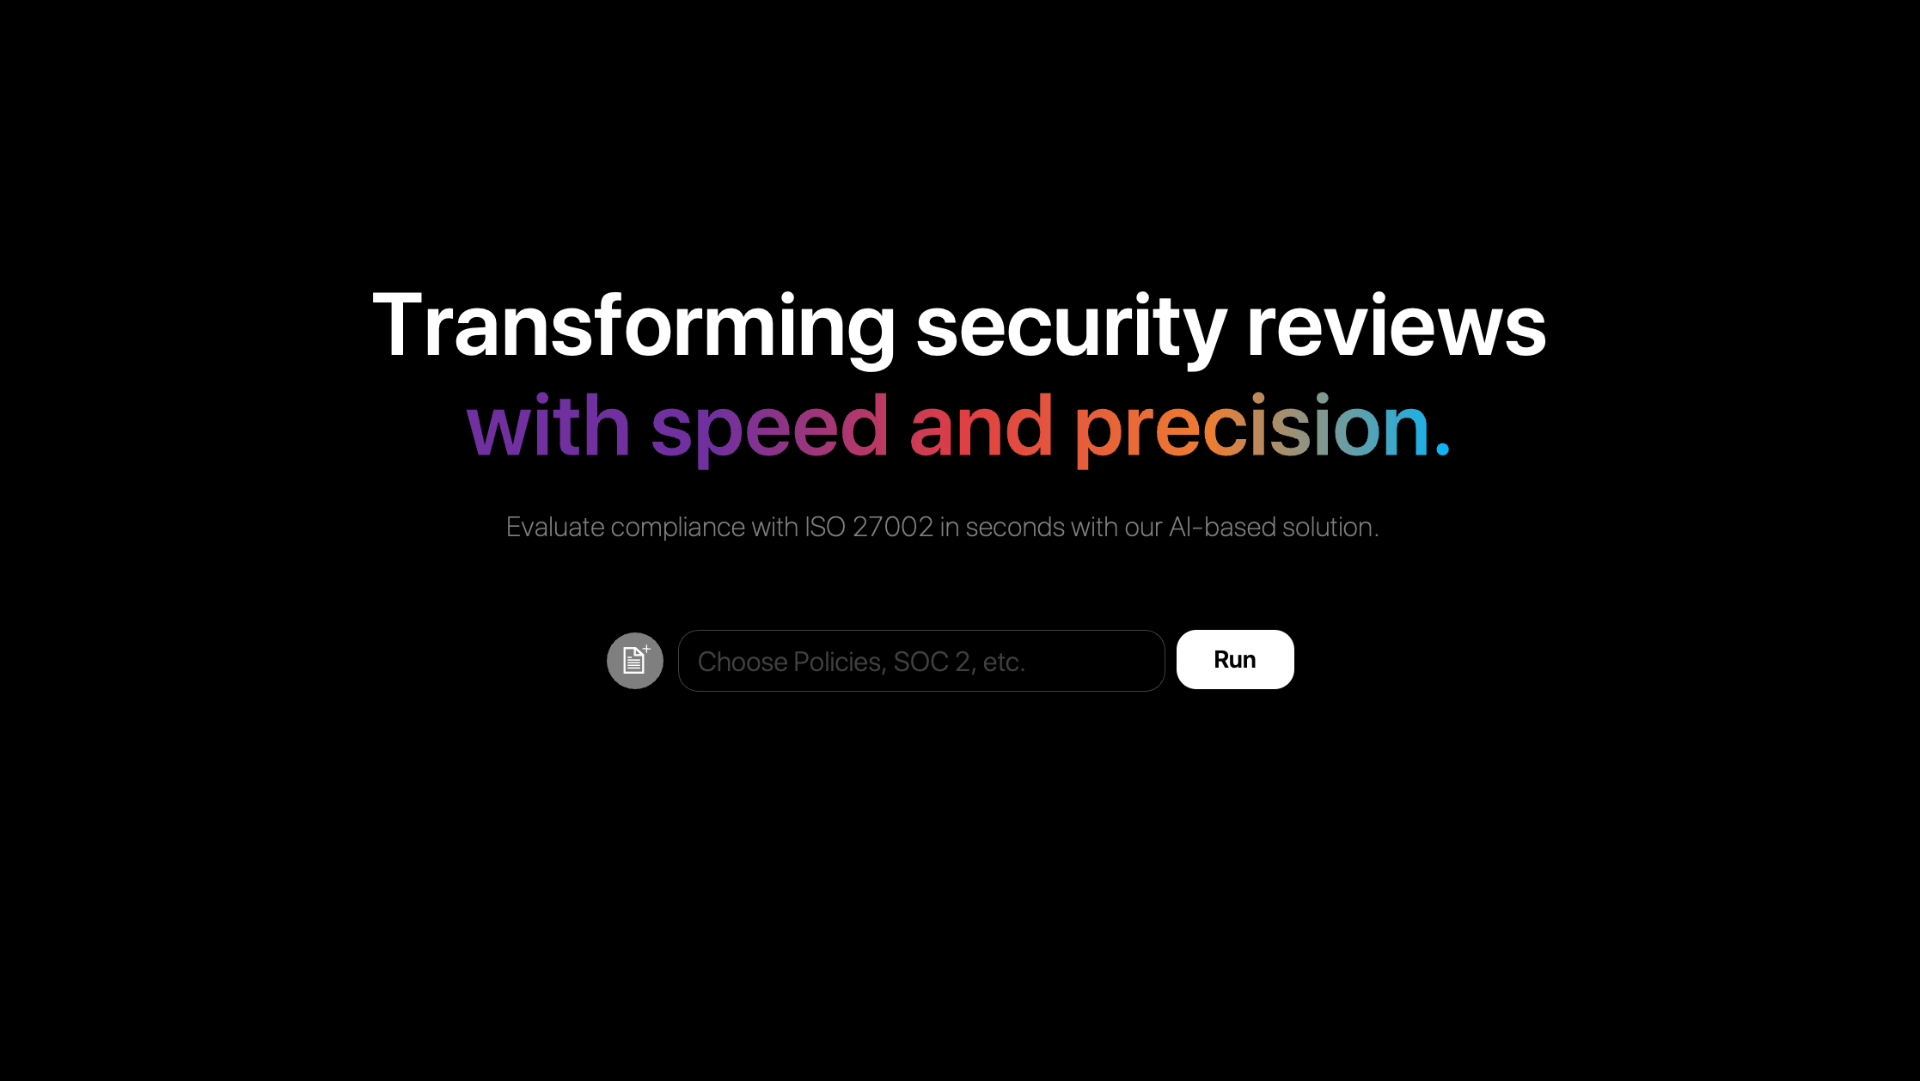 Transforming security reviews
with speed and precision.
Evaluate compliance with ISO 27002 in seconds with our AI-based solution.
Choose Policies, SOC 2, etc.
Run